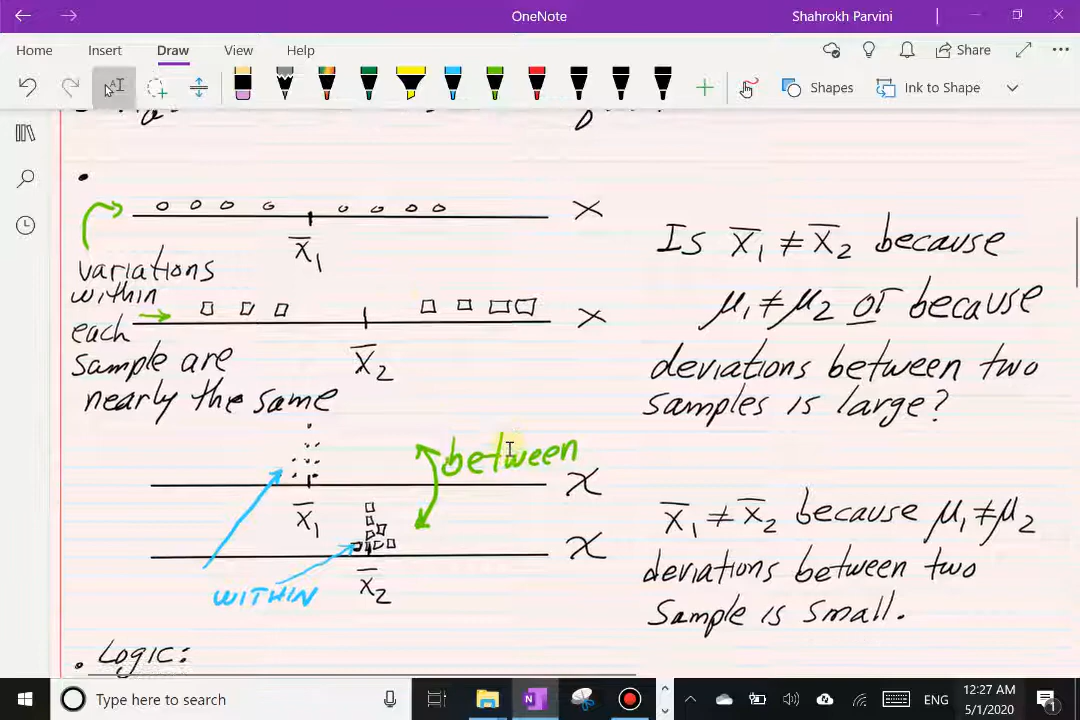 OneNote
Shahrokh Parvini
Home Insert Draw View Help
Share
Shapes
Ink to Shape
X
x̄1
variations
within
each
sample are
nearly the same
X
x̄2
Is x̄1 ≠ x̄2 because
μ1 ≠ μ2 or because
deviations between two
samples is large?
between
X
x̄1
X
x̄2
WITHIN
x̄1 ≠ x̄2 because μ1 ≠ μ2
deviations between two
sample is small.
. Logic:
Type here to search
ENG
12:27 AM
5/1/2020
1